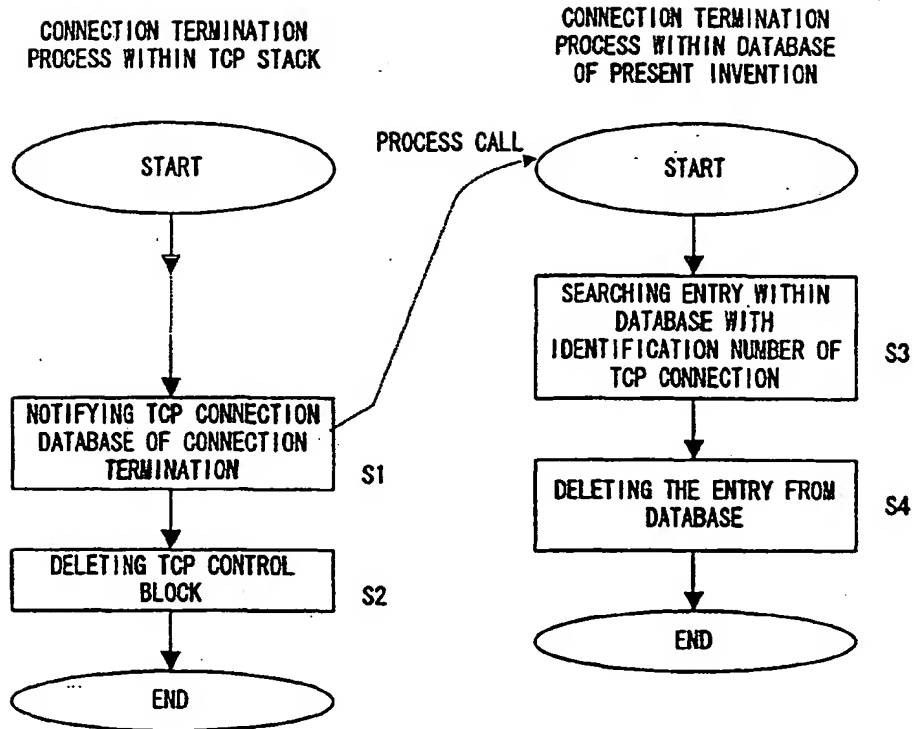 CONNECTION TERMINATION
PROCESS WITHIN TCP STACK
START
NOTIFYING TCP CONNECTION
DATABASE OF CONNECTION
TERMINATION
S1
DELETING TCP CONTROL
BLOCK
S2
END
PROCESS CALL
CONNECTION TERMINATION
PROCESS WITHIN DATABASE
OF PRESENT INVENTION
START
SEARCHING ENTRY WITHIN
DATABASE WITH
IDENTIFICATION NUMBER OF
TCP CONNECTION
S3
DELETING THE ENTRY FROM
DATABASE
S4
END